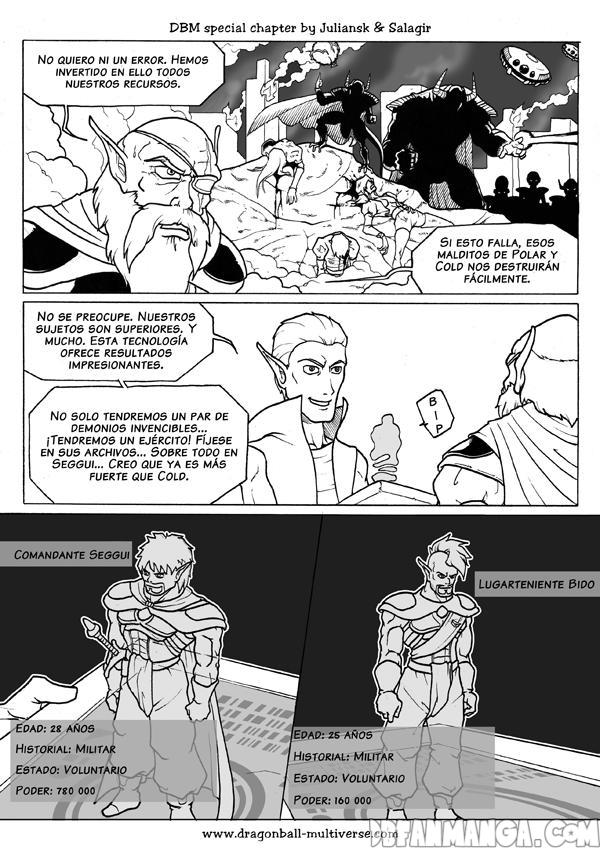 DBM special chapter by Juliansk & Salagir
No quiero ni un error. Hemos
invertido en ello todos
nuestros recursos.
Si esto falla, esos
malditos de Polar y
Cold nos destruirán
fácilmente.
No se preocupe. Nuestros
sujetos son superiores. Y
mucho. Esta tecnología
ofrece resultados
impresionantes.
No solo tendremos un par de
demonios invencibles...
¡Tendremos un ejército! Fíjese
en sus archivos... Sobre todo en
Seggui... Creo que ya es más
fuerte que Cold.
BIP
Comandante Seggui
Lugarteniente Bido
Edad: 28 años
Historial: Militar
Estado: Voluntario
Poder: 780 000
Edad: 25 años
Historial: Militar
Estado: Voluntario
Poder: 160 000
www.dragonball-multiverse.com
DBFANMANGA.COM